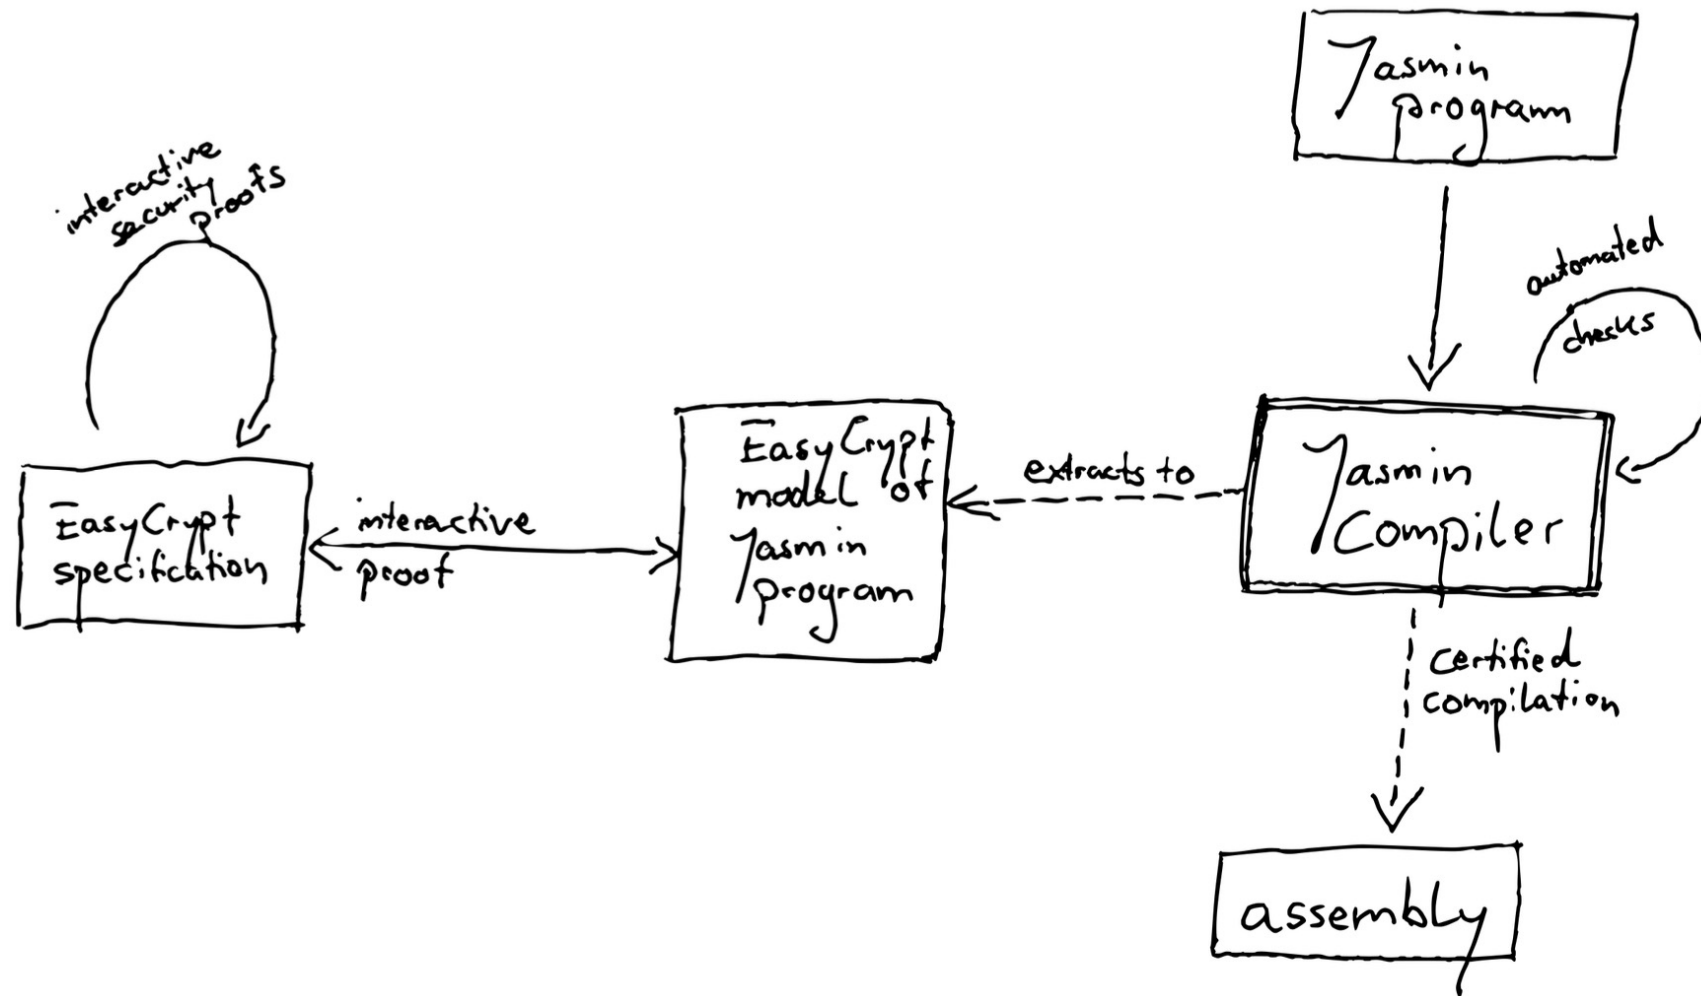 Jasmin
program
interactive
security
proofs
automated
checks
EasyCrypt
model of
Jasmin
program
extracts to
Jasmin
Compiler
EasyCrypt
specification
interactive
proof
certified
compilation
assembly